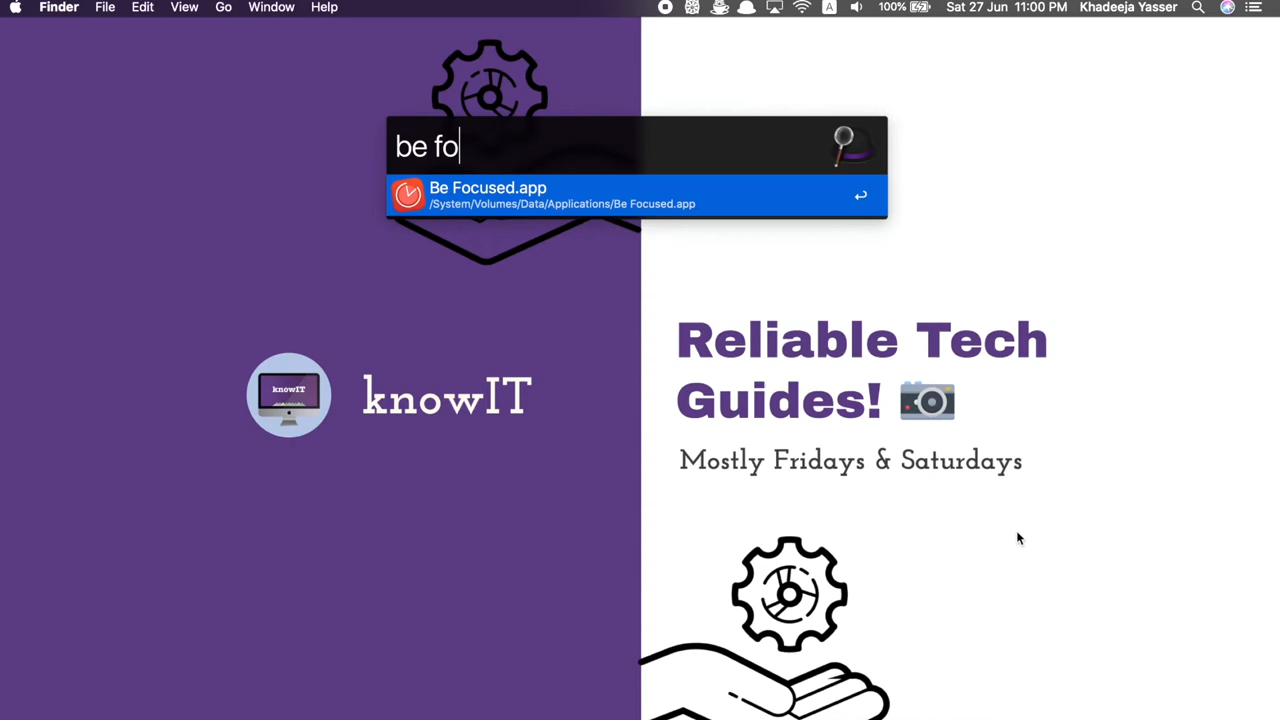 Finder File Edit View Go Window Help A 100% Sat 27 Jun 11:00 PM Khadeeja Yasser
be fo
Be Focused.app
/System/Volumes/Data/Applications/Be Focused.app
knowIT
knowIT
Reliable Tech
Guides!
Mostly Fridays & Saturdays